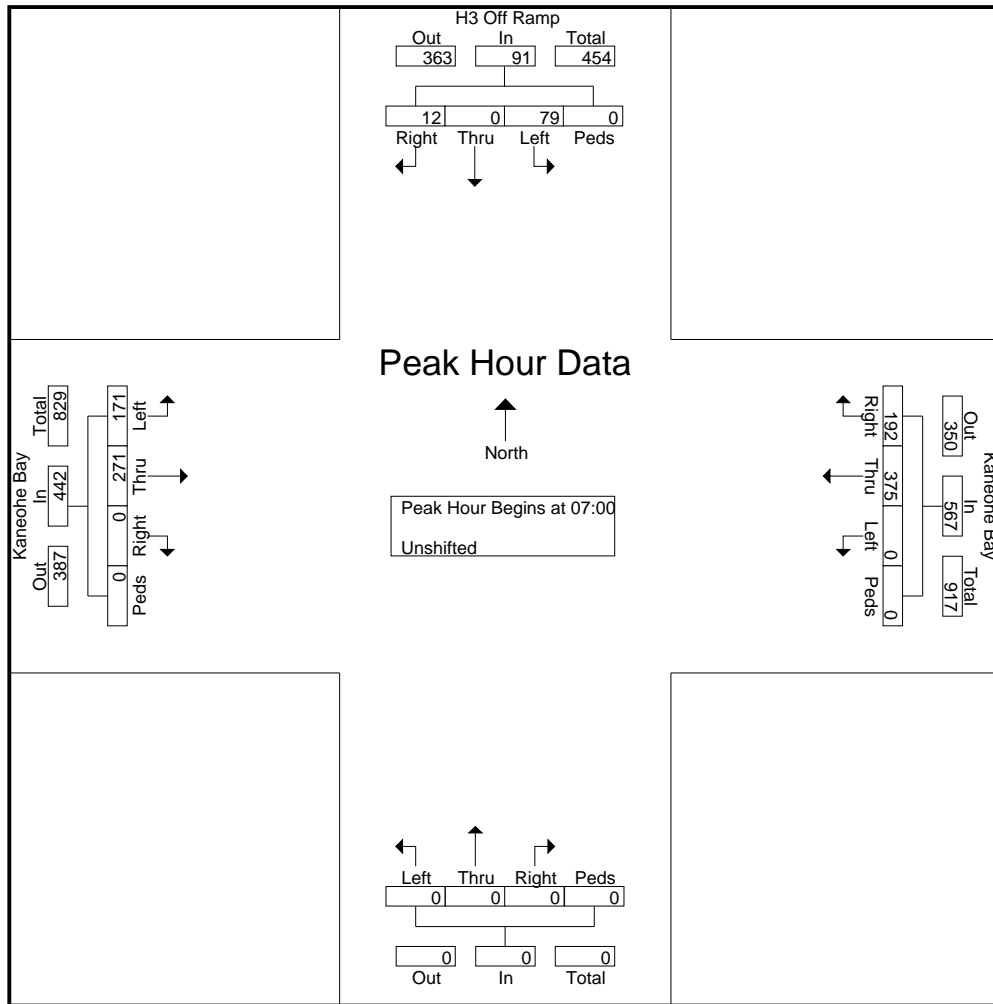 H3 Off Ramp
Out In Total
363 91 454
12 0 79 0
Right Thru Left Peds
Peak Hour Data
North
Peak Hour Begins at 07:00
Unshifted
Kaneohe Bay
Out In Total
387 442 829
Peds Right Thru Left
0 0 271 171
Kaneohe Bay
Out In Total
350 567 917
192 375 0 0
Right Thru Left Peds
Left Thru Right Peds
0 0 0 0
0 0 0
Out In Total